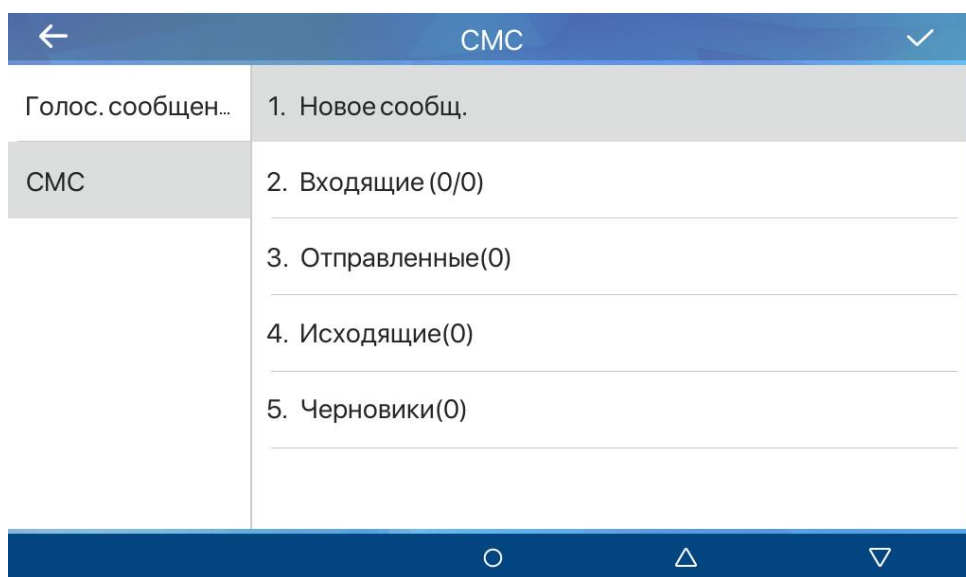 СМС
Голос. сообщен...
СМС
1. Новое сообщ.
2. Входящие (0/0)
3. Отправленные(0)
4. Исходящие(0)
5. Черновики(0)